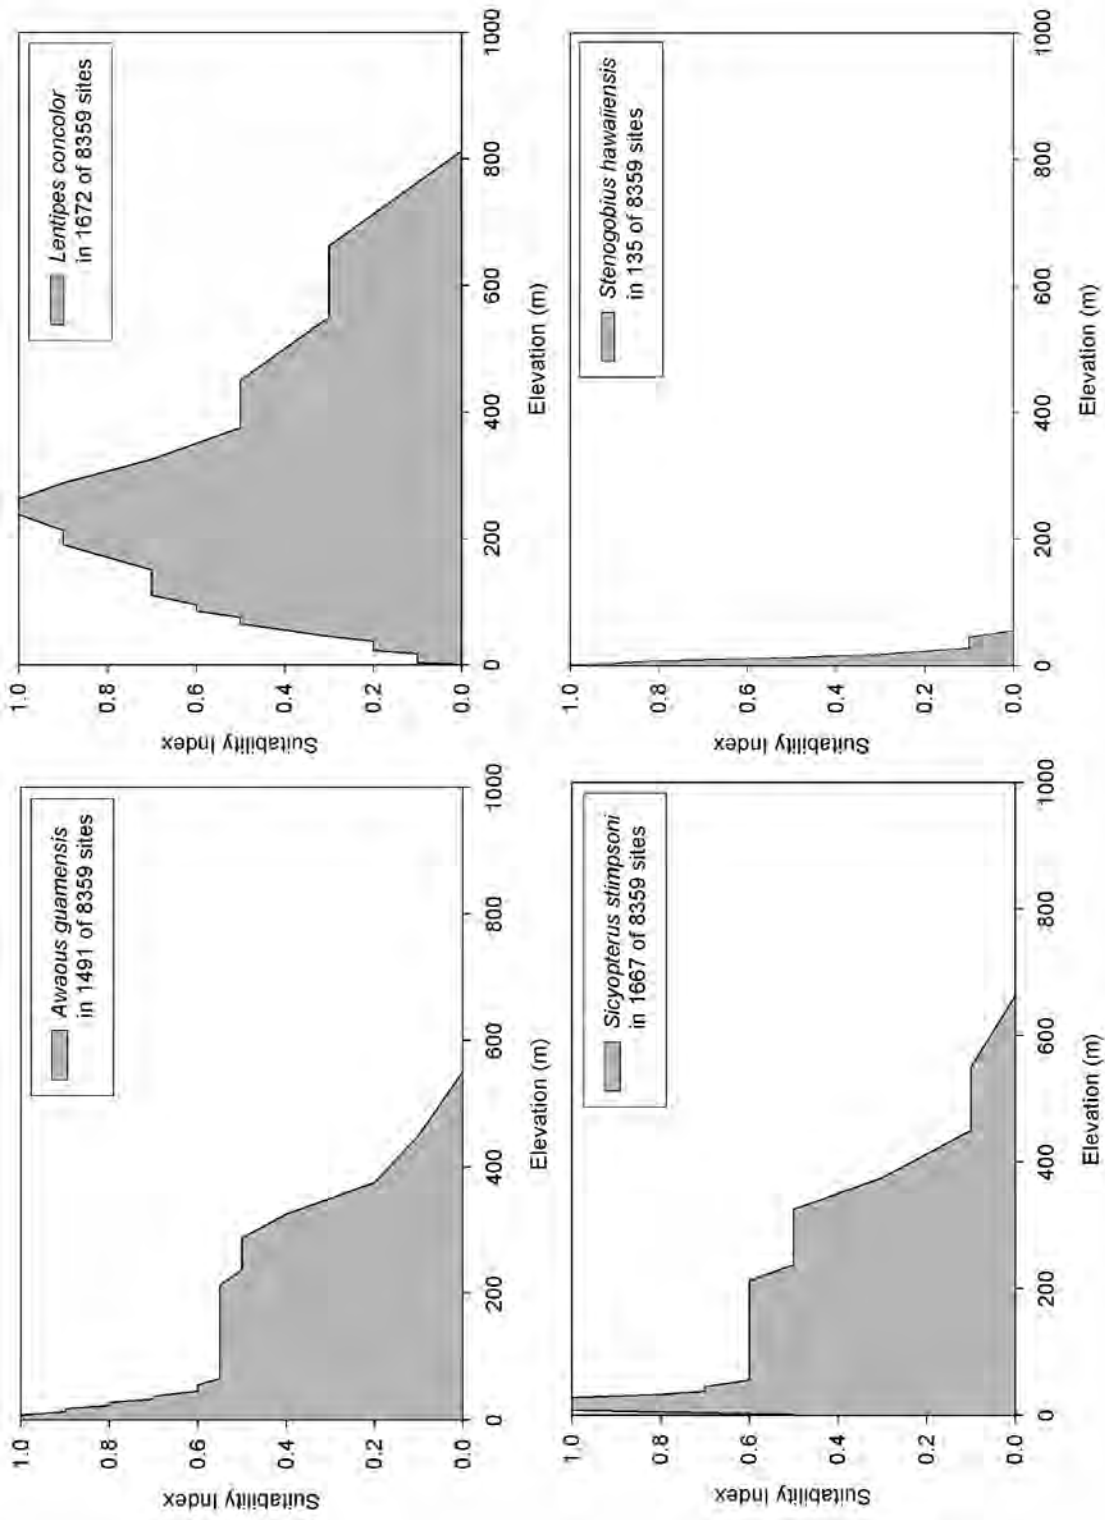 Suitability Index
1.0
0.8
0.6
0.4
0.2
0.0
Awaous guamensis
in 1491 of 8359 sites
0 200 400 600 800 1000
Elevation (m)
Suitability Index
1.0
0.8
0.6
0.4
0.2
0.0
Lentipes concolor
in 1672 of 8359 sites
0 200 400 600 800 1000
Elevation (m)
Suitability Index
1.0
0.8
0.6
0.4
0.2
0.0
Sicyopterus stimpsoni
in 1667 of 8359 sites
0 200 400 600 800 1000
Elevation (m)
Suitability Index
1.0
0.8
0.6
0.4
0.2
0.0
Stenogobius hawaiiensis
in 135 of 8359 sites
0 200 400 600 800 1000
Elevation (m)